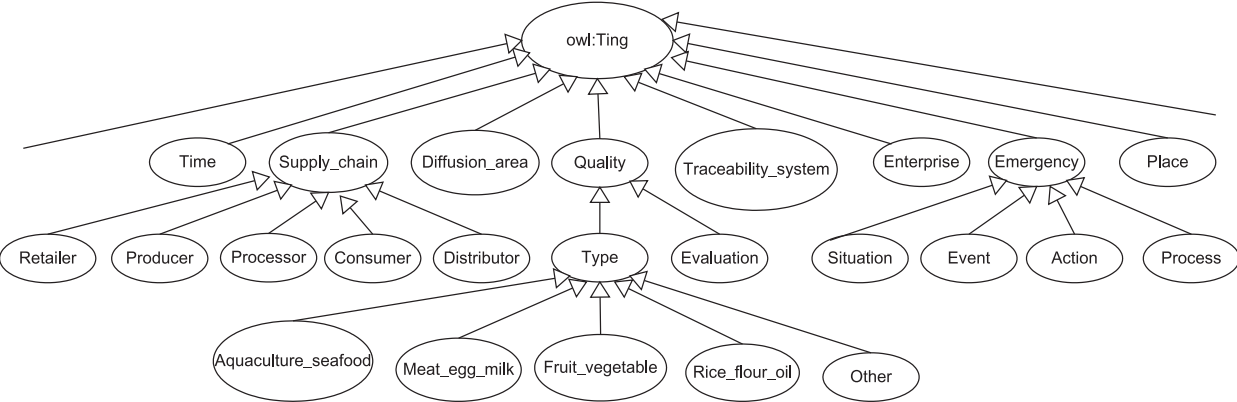 owl:Ting
Time
Supply_chain
Diffusion_area
Quality
Traceability_system
Enterprise
Emergency
Place
Retailer
Producer
Processor
Consumer
Distributor
Type
Evaluation
Situation
Event
Action
Process
Aquaculture_seafood
Meat_egg_milk
Fruit_vegetable
Rice_flour_oil
Other